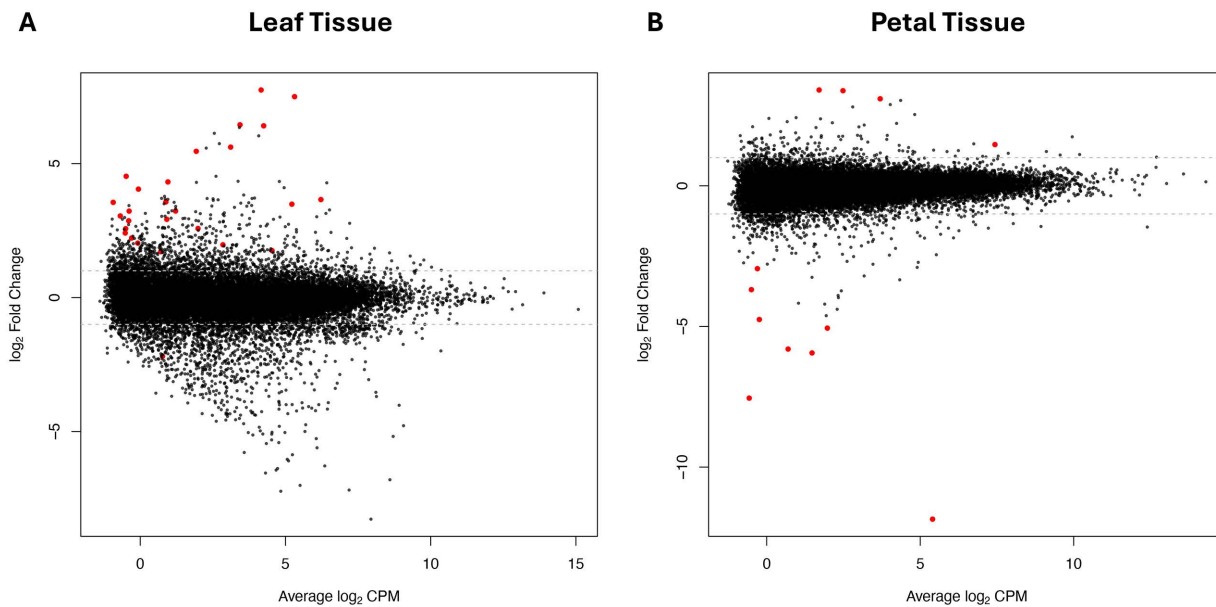 A
Leaf Tissue
5
0
−5
log₂ Fold Change
0
5
10
15
Average log₂ CPM
B
Petal Tissue
0
−5
−10
log₂ Fold Change
0
5
10
Average log₂ CPM